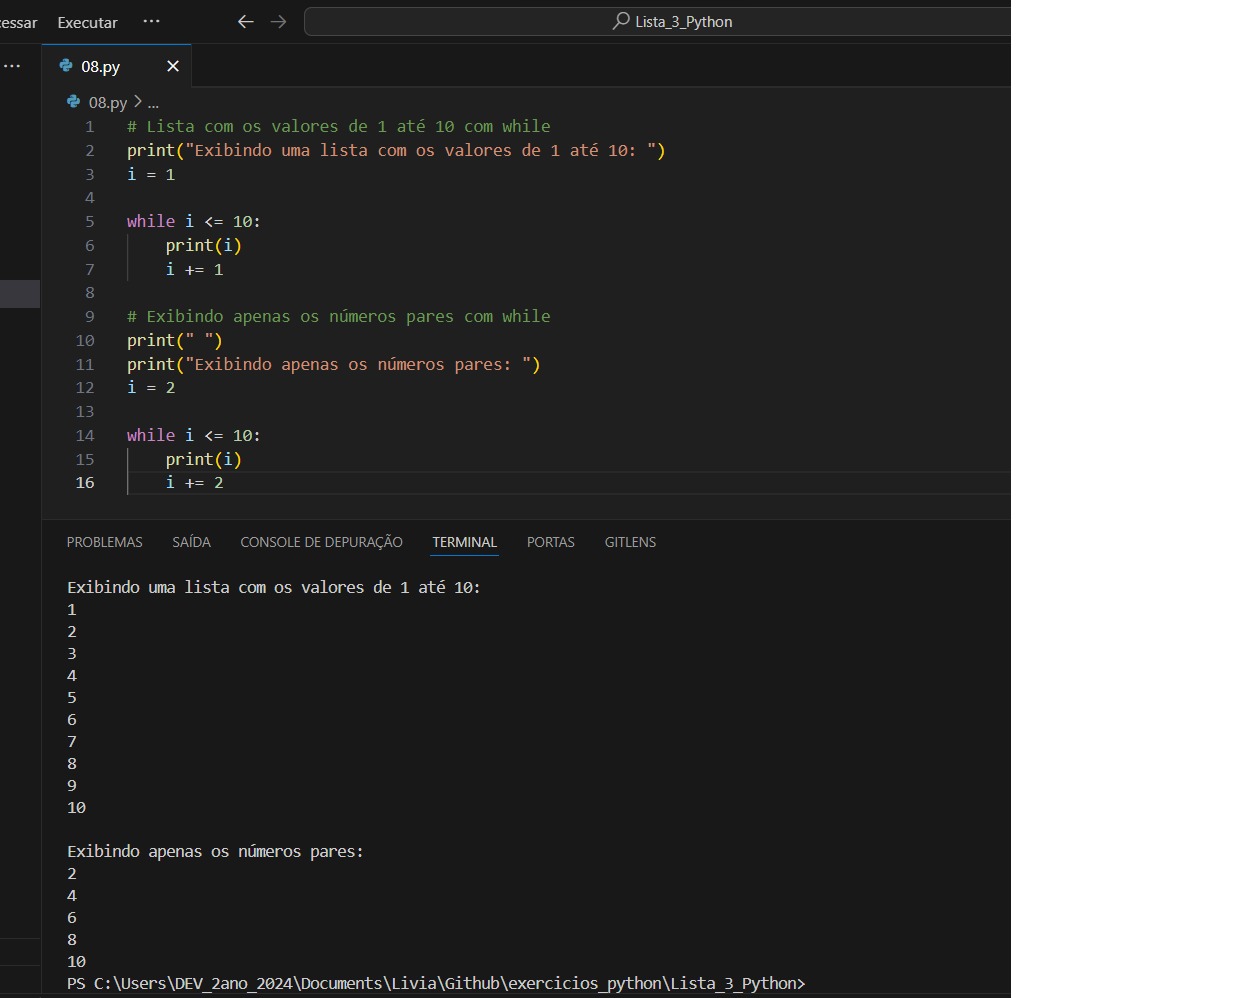 essar Executar ... ← → Lista_3_Python
... 08.py ×
08.py > ...
1 # Lista com os valores de 1 até 10 com while
2 print("Exibindo uma lista com os valores de 1 até 10: ")
3 i = 1
4
5 while i <= 10:
6     print(i)
7     i += 1
8
9 # Exibindo apenas os números pares com while
10 print(" ")
11 print("Exibindo apenas os números pares: ")
12 i = 2
13
14 while i <= 10:
15     print(i)
16     i += 2
PROBLEMAS SAÍDA CONSOLE DE DEPURAÇÃO TERMINAL PORTAS GITLENS
Exibindo uma lista com os valores de 1 até 10:
1
2
3
4
5
6
7
8
9
10
Exibindo apenas os números pares:
2
4
6
8
10
PS C:\Users\DEV_2ano_2024\Documents\Livia\Github\exercicios_python\Lista_3_Python>